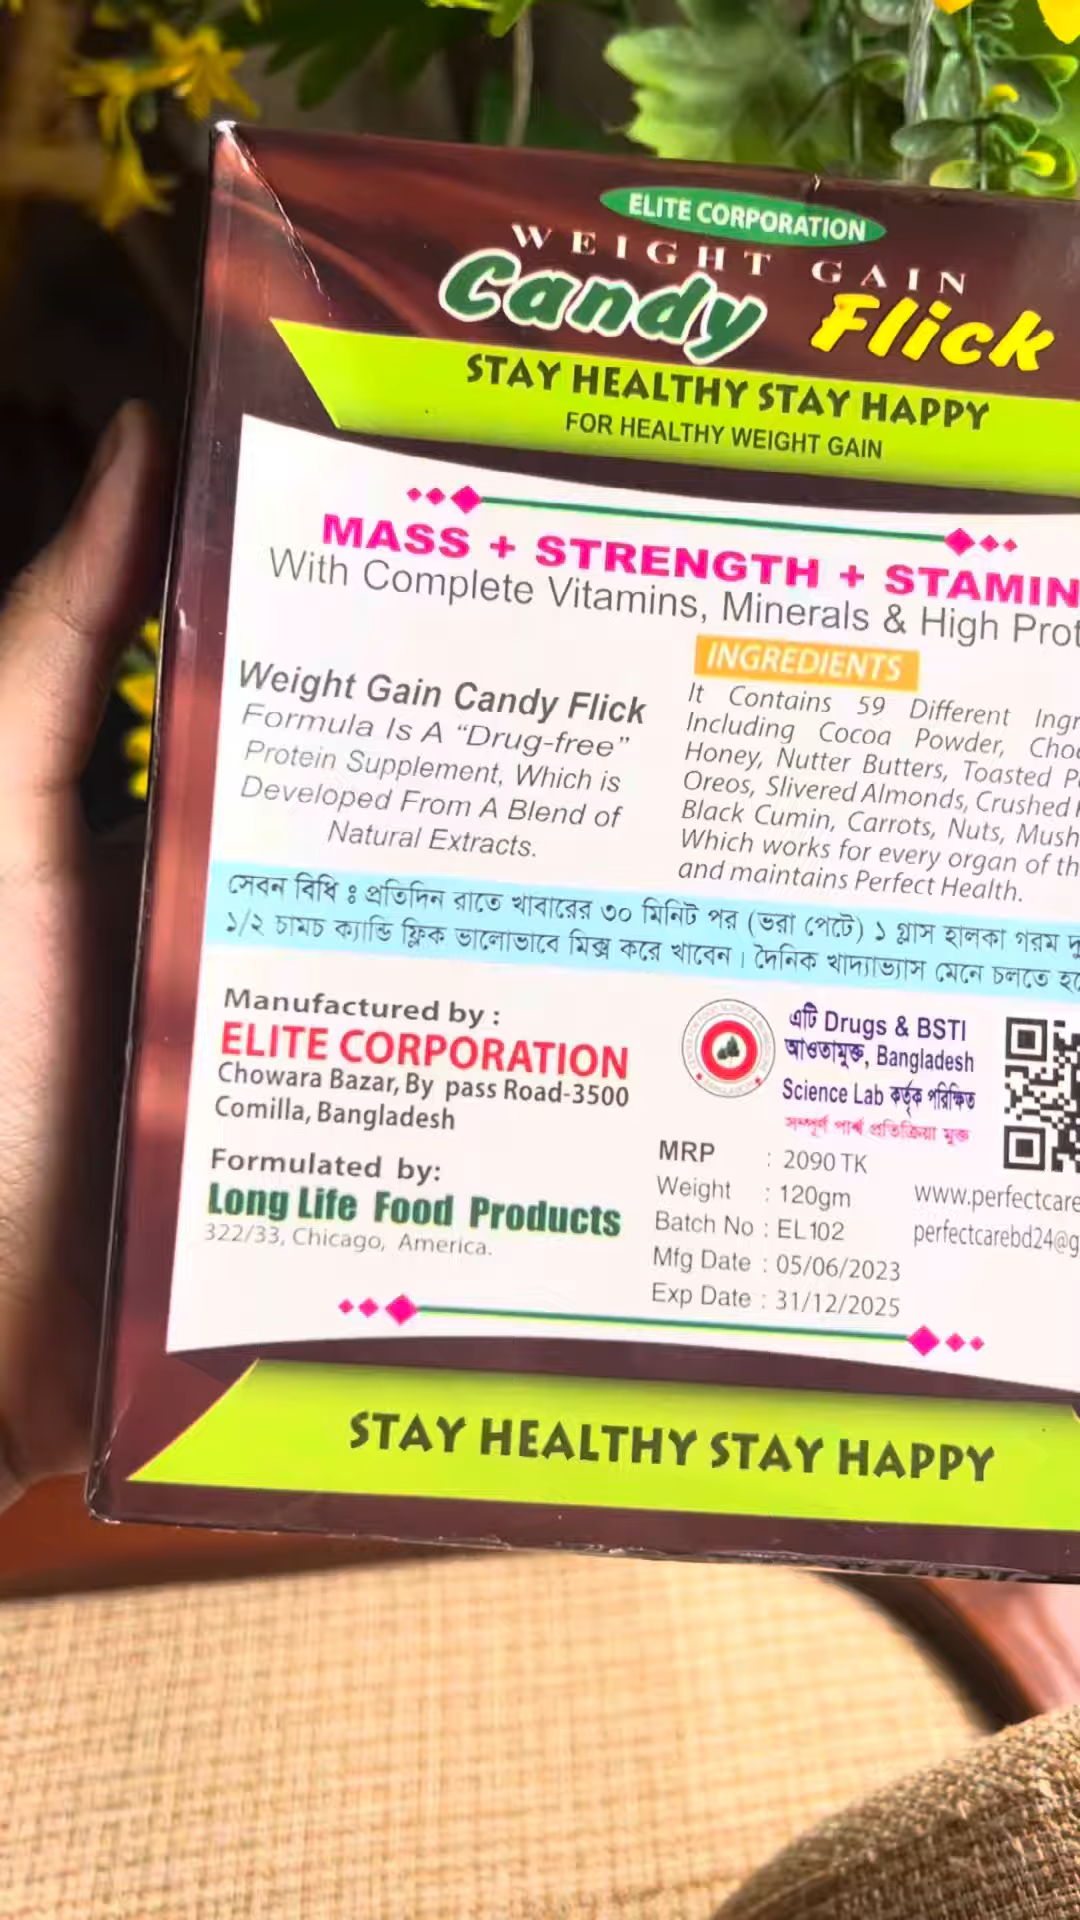 ELITE CORPORATION
WEIGHT GAIN
Candy Flick
STAY HEALTHY STAY HAPPY
FOR HEALTHY WEIGHT GAIN
MASS + STRENGTH + STAMIN
With Complete Vitamins, Minerals & High Prot
Weight Gain Candy Flick
Formula Is A “Drug-free”
Protein Supplement, Which is
Developed From A Blend of
Natural Extracts.
INGREDIENTS
It Contains 59 Different Ingr
Including Cocoa Powder, Choc
Honey, Nutter Butters, Toasted P
Oreos, Slivered Almonds, Crushed
Black Cumin, Carrots, Nuts, Mush
Which works for every organ of th
and maintains Perfect Health.
সেবন বিধি ঃ প্রতিদিন রাতে খাবারের ৩০ মিনিট পর (ভরা পেটে) ১ গ্লাস হালকা গরম দু
১/২ চামচ ক্যান্ডি ফ্লিক ভালোভাবে মিক্স করে খাবেন। দৈনিক খাদ্যাভ্যাস মেনে চলতে হ
Manufactured by :
ELITE CORPORATION
Chowara Bazar, By pass Road-3500
Comilla, Bangladesh
Formulated by:
Long Life Food Products
322/33, Chicago, America.
এটি Drugs & BSTI
আওতামুক্ত, Bangladesh
Science Lab কর্তৃক পরিক্ষিত
সম্পূর্ণ পার্শ্ব প্রতিক্রিয়া মুক্ত
MRP : 2090 TK
Weight : 120gm
Batch No : EL102
Mfg Date : 05/06/2023
Exp Date : 31/12/2025
www.perfectcare
perfectcarebd24@g
STAY HEALTHY STAY HAPPY